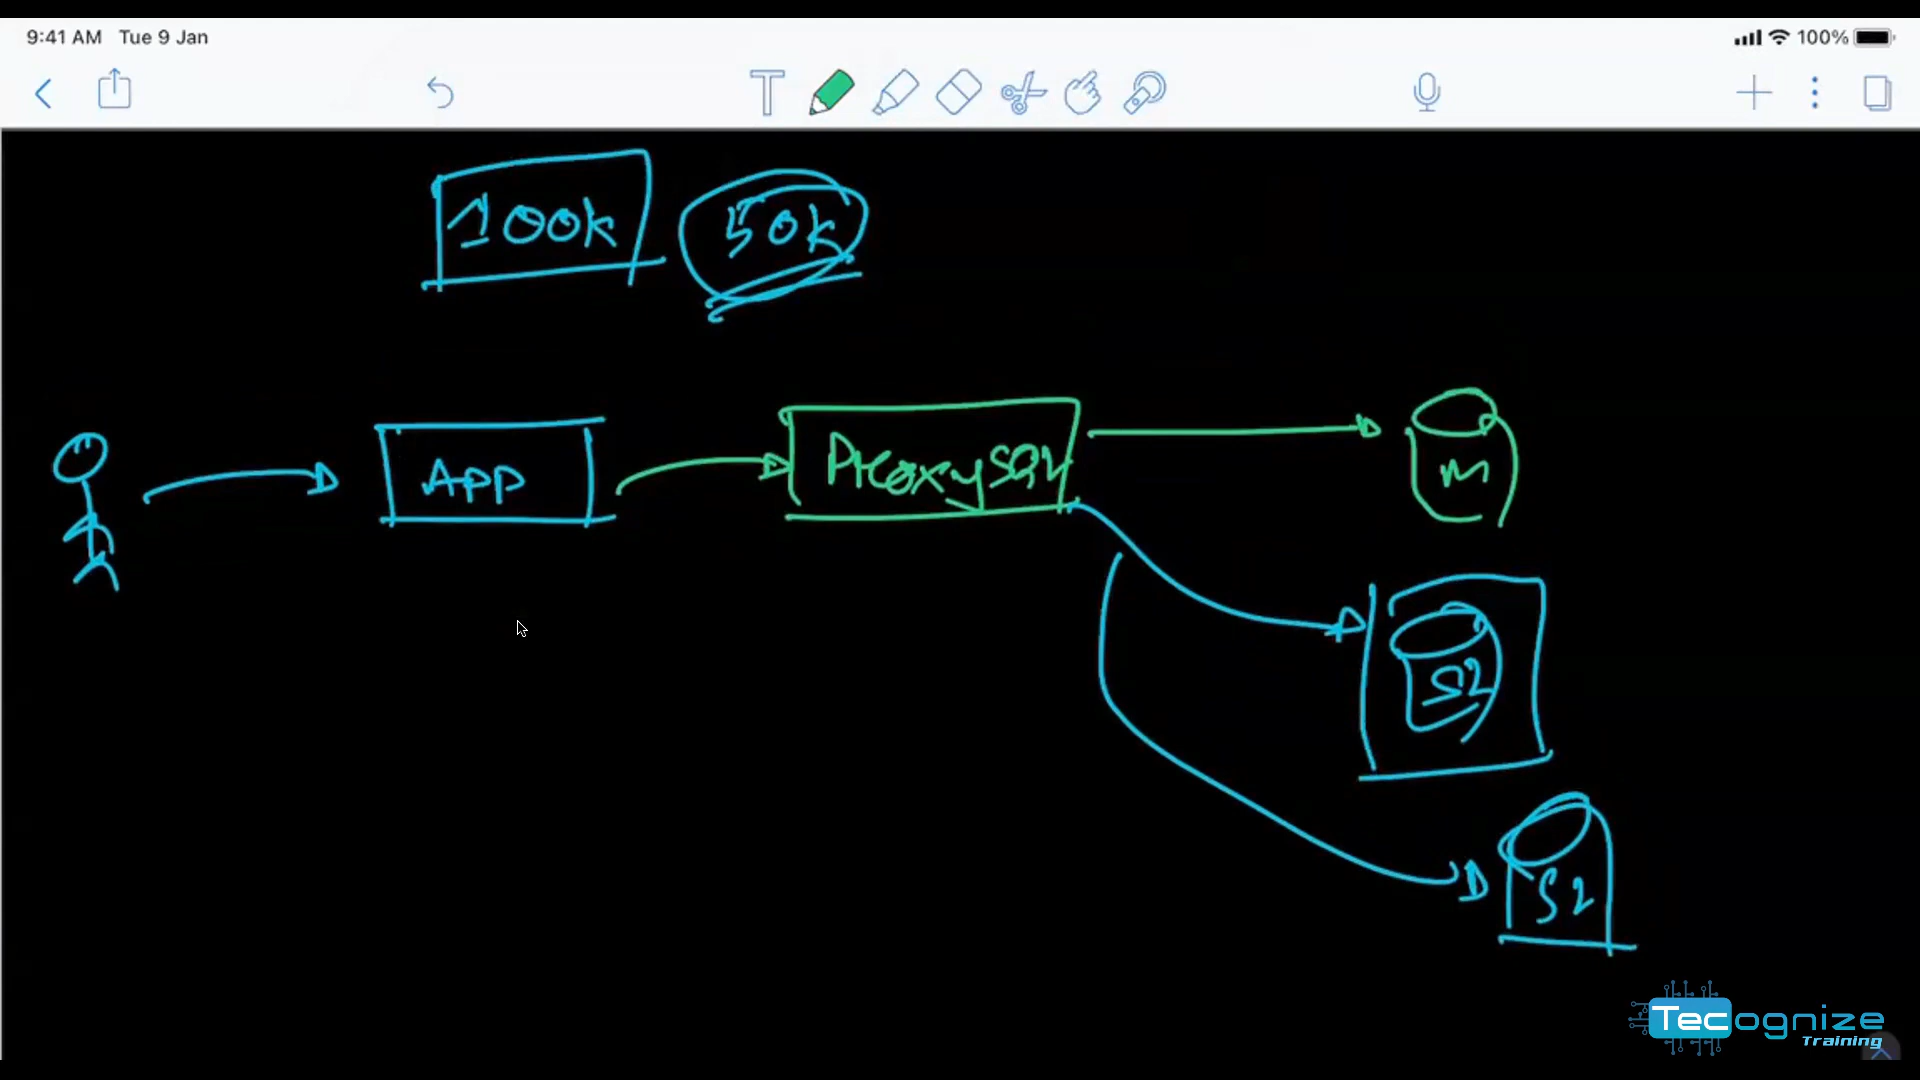 9:41 AM Tue 9 Jan
100%
T
100k
50k
App
ProxySQL
M
S2
S2
Tecognize
Training